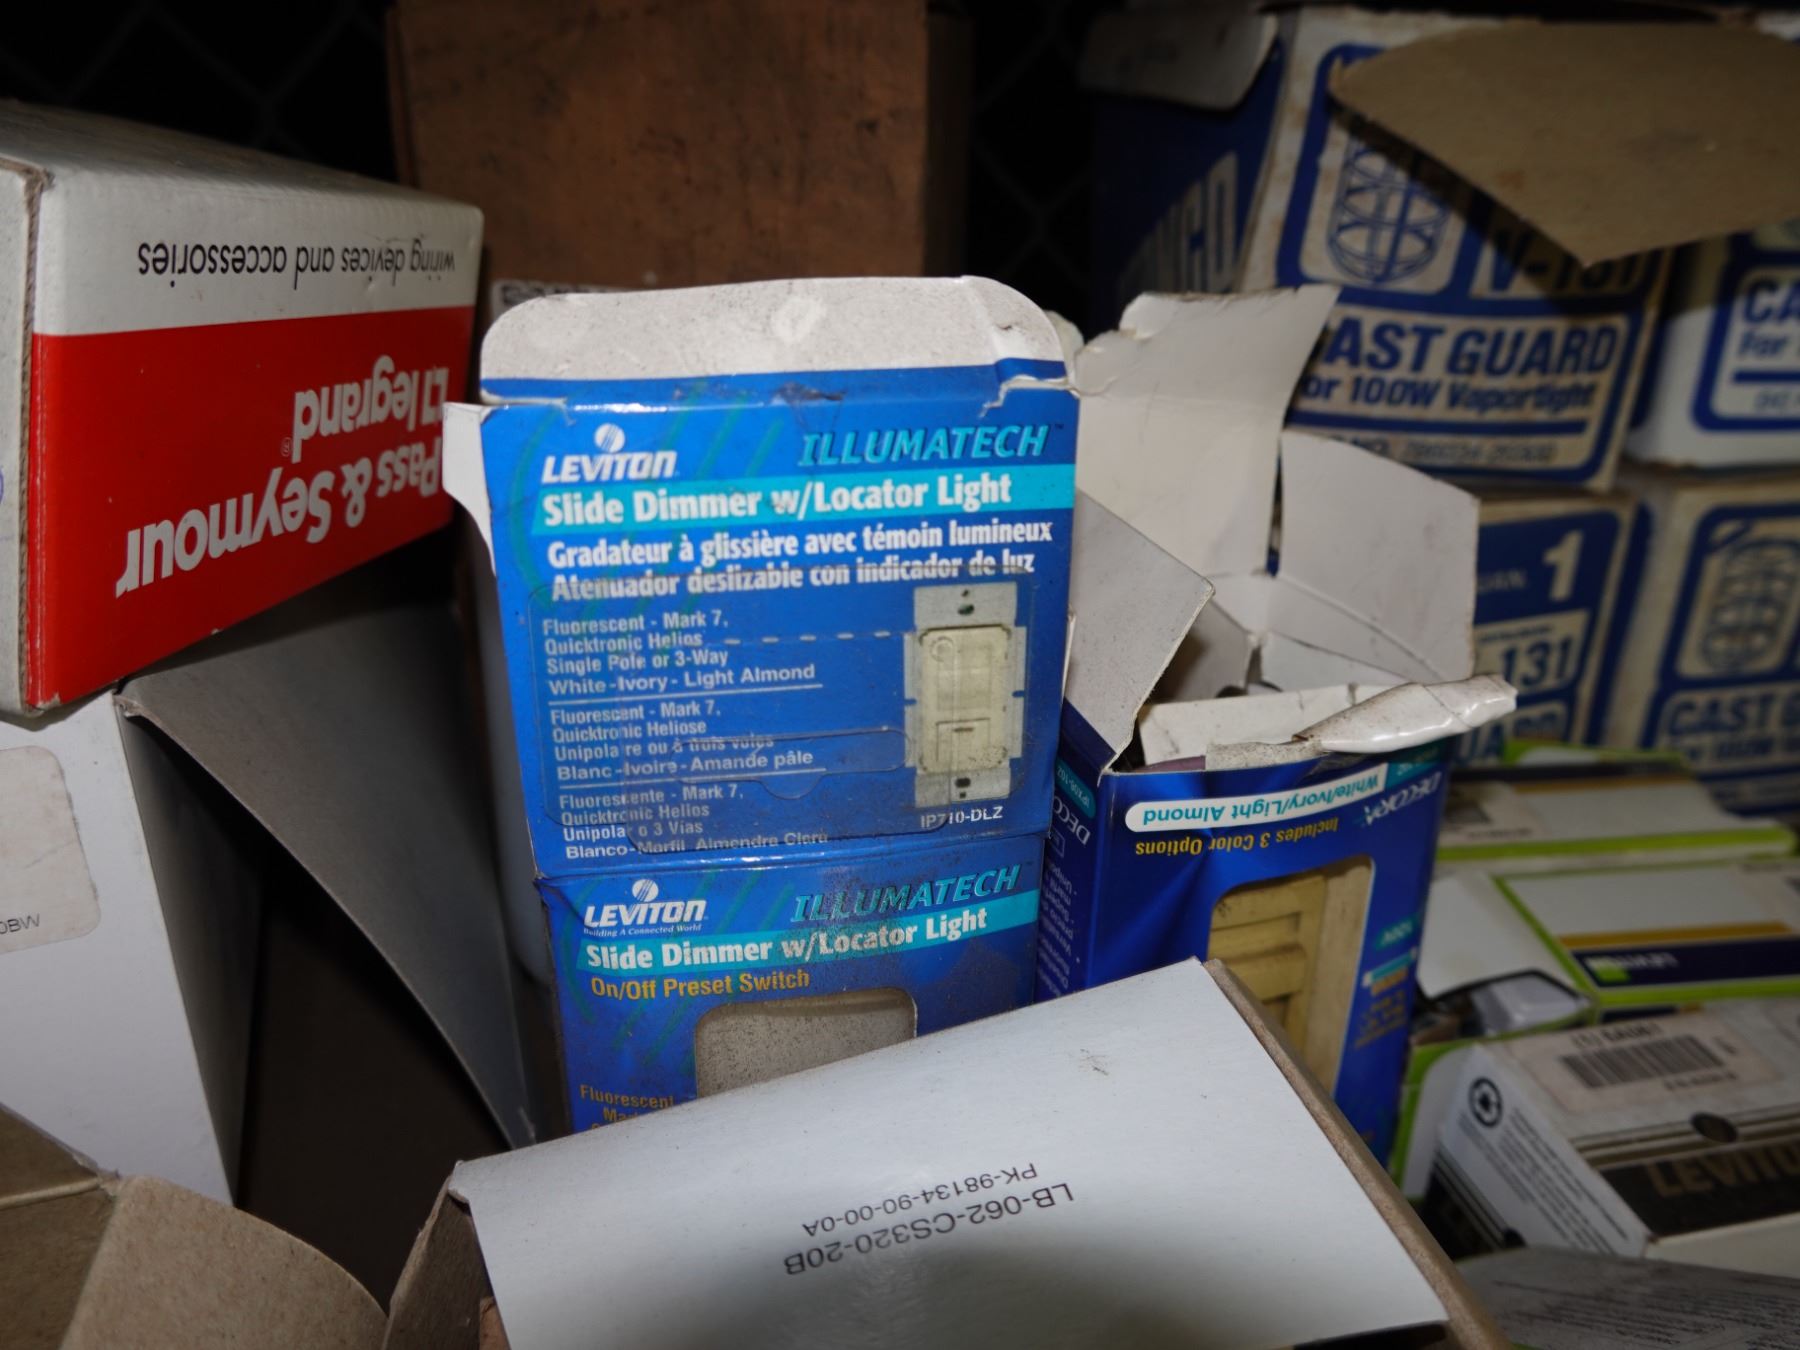 wiring devices and accessories
legrand®
Pass & Seymour
LEVITON ILLUMATECH™
Slide Dimmer w/Locator Light
Gradateur à glissière avec témoin lumineux
Atenuador deslizable con indicador de luz
Fluorescent - Mark 7,
Quicktronic Helios
Single Pole or 3-Way
White-Ivory- Light Almond
Fluorescent - Mark 7,
Quicktronic Heliose
Unipolaire ou à trois voies
Blanc-Ivoire-Amande pâle
Fluorescente - Mark 7,
Quicktronic Helios
Unipolar o 3 Vías
Blanco-Marfil Almendra Clara
IP710-DLZ
LEVITON ILLUMATECH
Building A Connected World
Slide Dimmer w/Locator Light
On/Off Preset Switch
Fluorescent
LB-062-CS320-20B
PK-98134-90-00-0A
DECORA
White/Ivory/Light Almond
Includes 3 Color Options
V-131
CAST GUARD
for 100W Vaportight
1
131
CAST
LEVITON
0BW